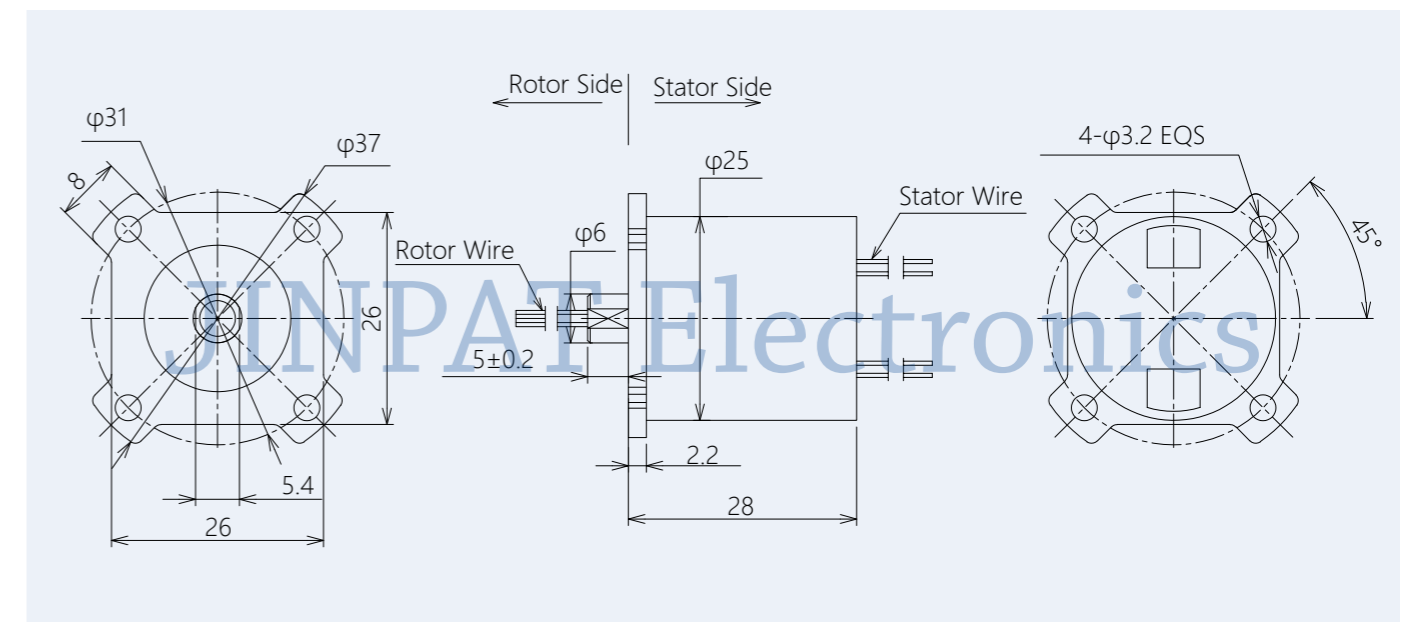 Rotor Side
Stator Side
φ31
φ37
8
26
5.4
26
φ25
φ6
Rotor Wire
Stator Wire
5±0.2
2.2
28
4-φ3.2 EQS
45°
JINPAT Electronics